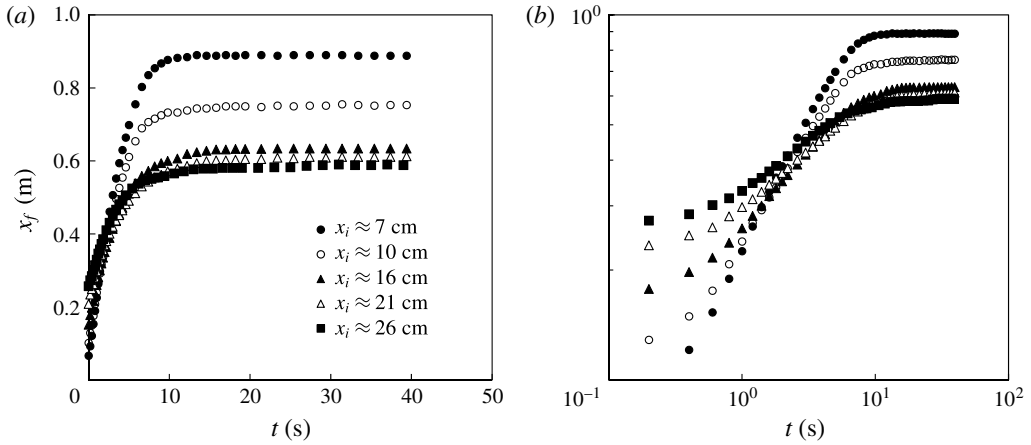 (a)
1.0
0.8
0.6
0.4
0.2
0 10 20 30 40 50
x_f (m)
t (s)
x_i ≈ 7 cm
x_i ≈ 10 cm
x_i ≈ 16 cm
x_i ≈ 21 cm
x_i ≈ 26 cm
(b)
10^0
10^{-1}
10^0 10^1 10^2
t (s)